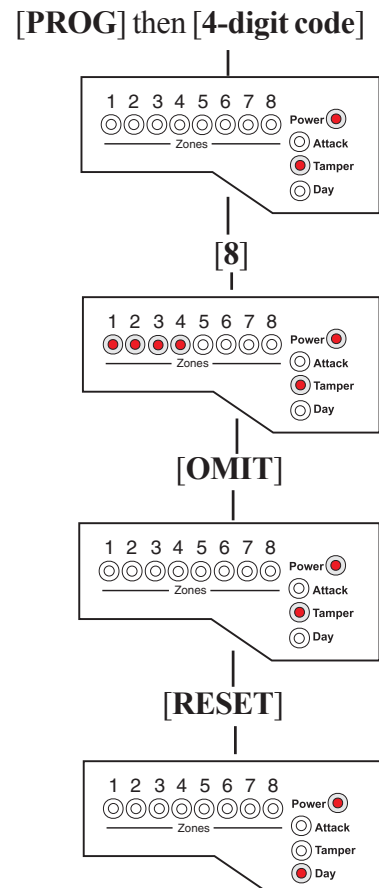 [PROG] then [4-digit code]
1 2 3 4 5 6 7 8
Power
Attack
Zones
Tamper
Day
[8]
1 2 3 4 5 6 7 8
Power
Attack
Zones
Tamper
Day
[OMIT]
1 2 3 4 5 6 7 8
Power
Attack
Zones
Tamper
Day
[RESET]
1 2 3 4 5 6 7 8
Power
Attack
Zones
Tamper
Day